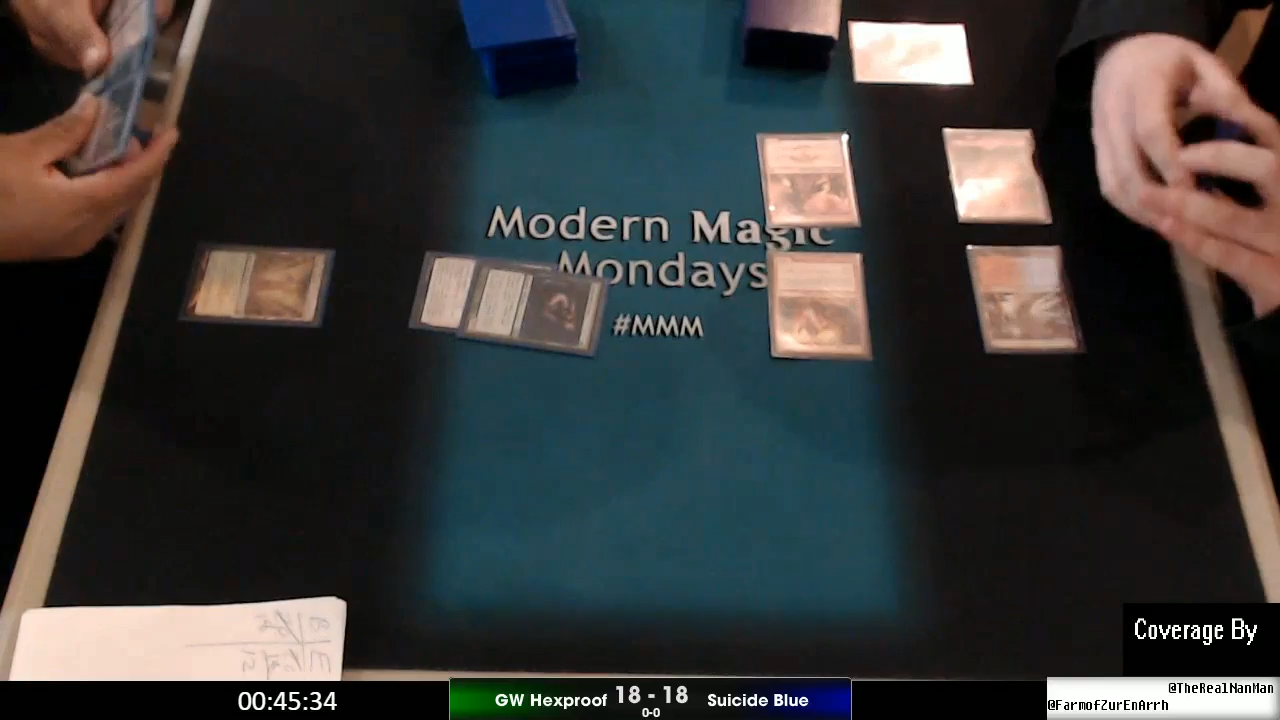 Modern Magic
Mondays
#MMM
B
E
12
Coverage By
00:45:34
GW Hexproof 18 - 18 Suicide Blue
0-0
@TheRealNanMan
@FarmofZurEnArrh